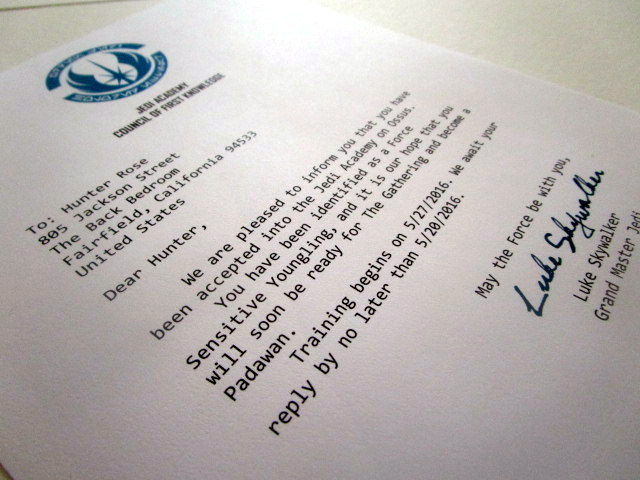 JEDI ACADEMY
COUNCIL OF FIRST KNOWLEDGE
To: Hunter Rose
805 Jackson Street
The Back Bedroom
Fairfield, California 94533
United States
Dear Hunter,
We are pleased to inform you that you have
been accepted into the Jedi Academy on Ossus.
You have been identified as a Force
Sensitive Youngling, and it is our hope that you
will soon be ready for The Gathering and become a
Padawan.
Training begins on 5/27/2016. We await your
reply by no later than 5/20/2016.
May the Force be with you,
Luke Skywalker
Luke Skywalker
Grand Master Jedi